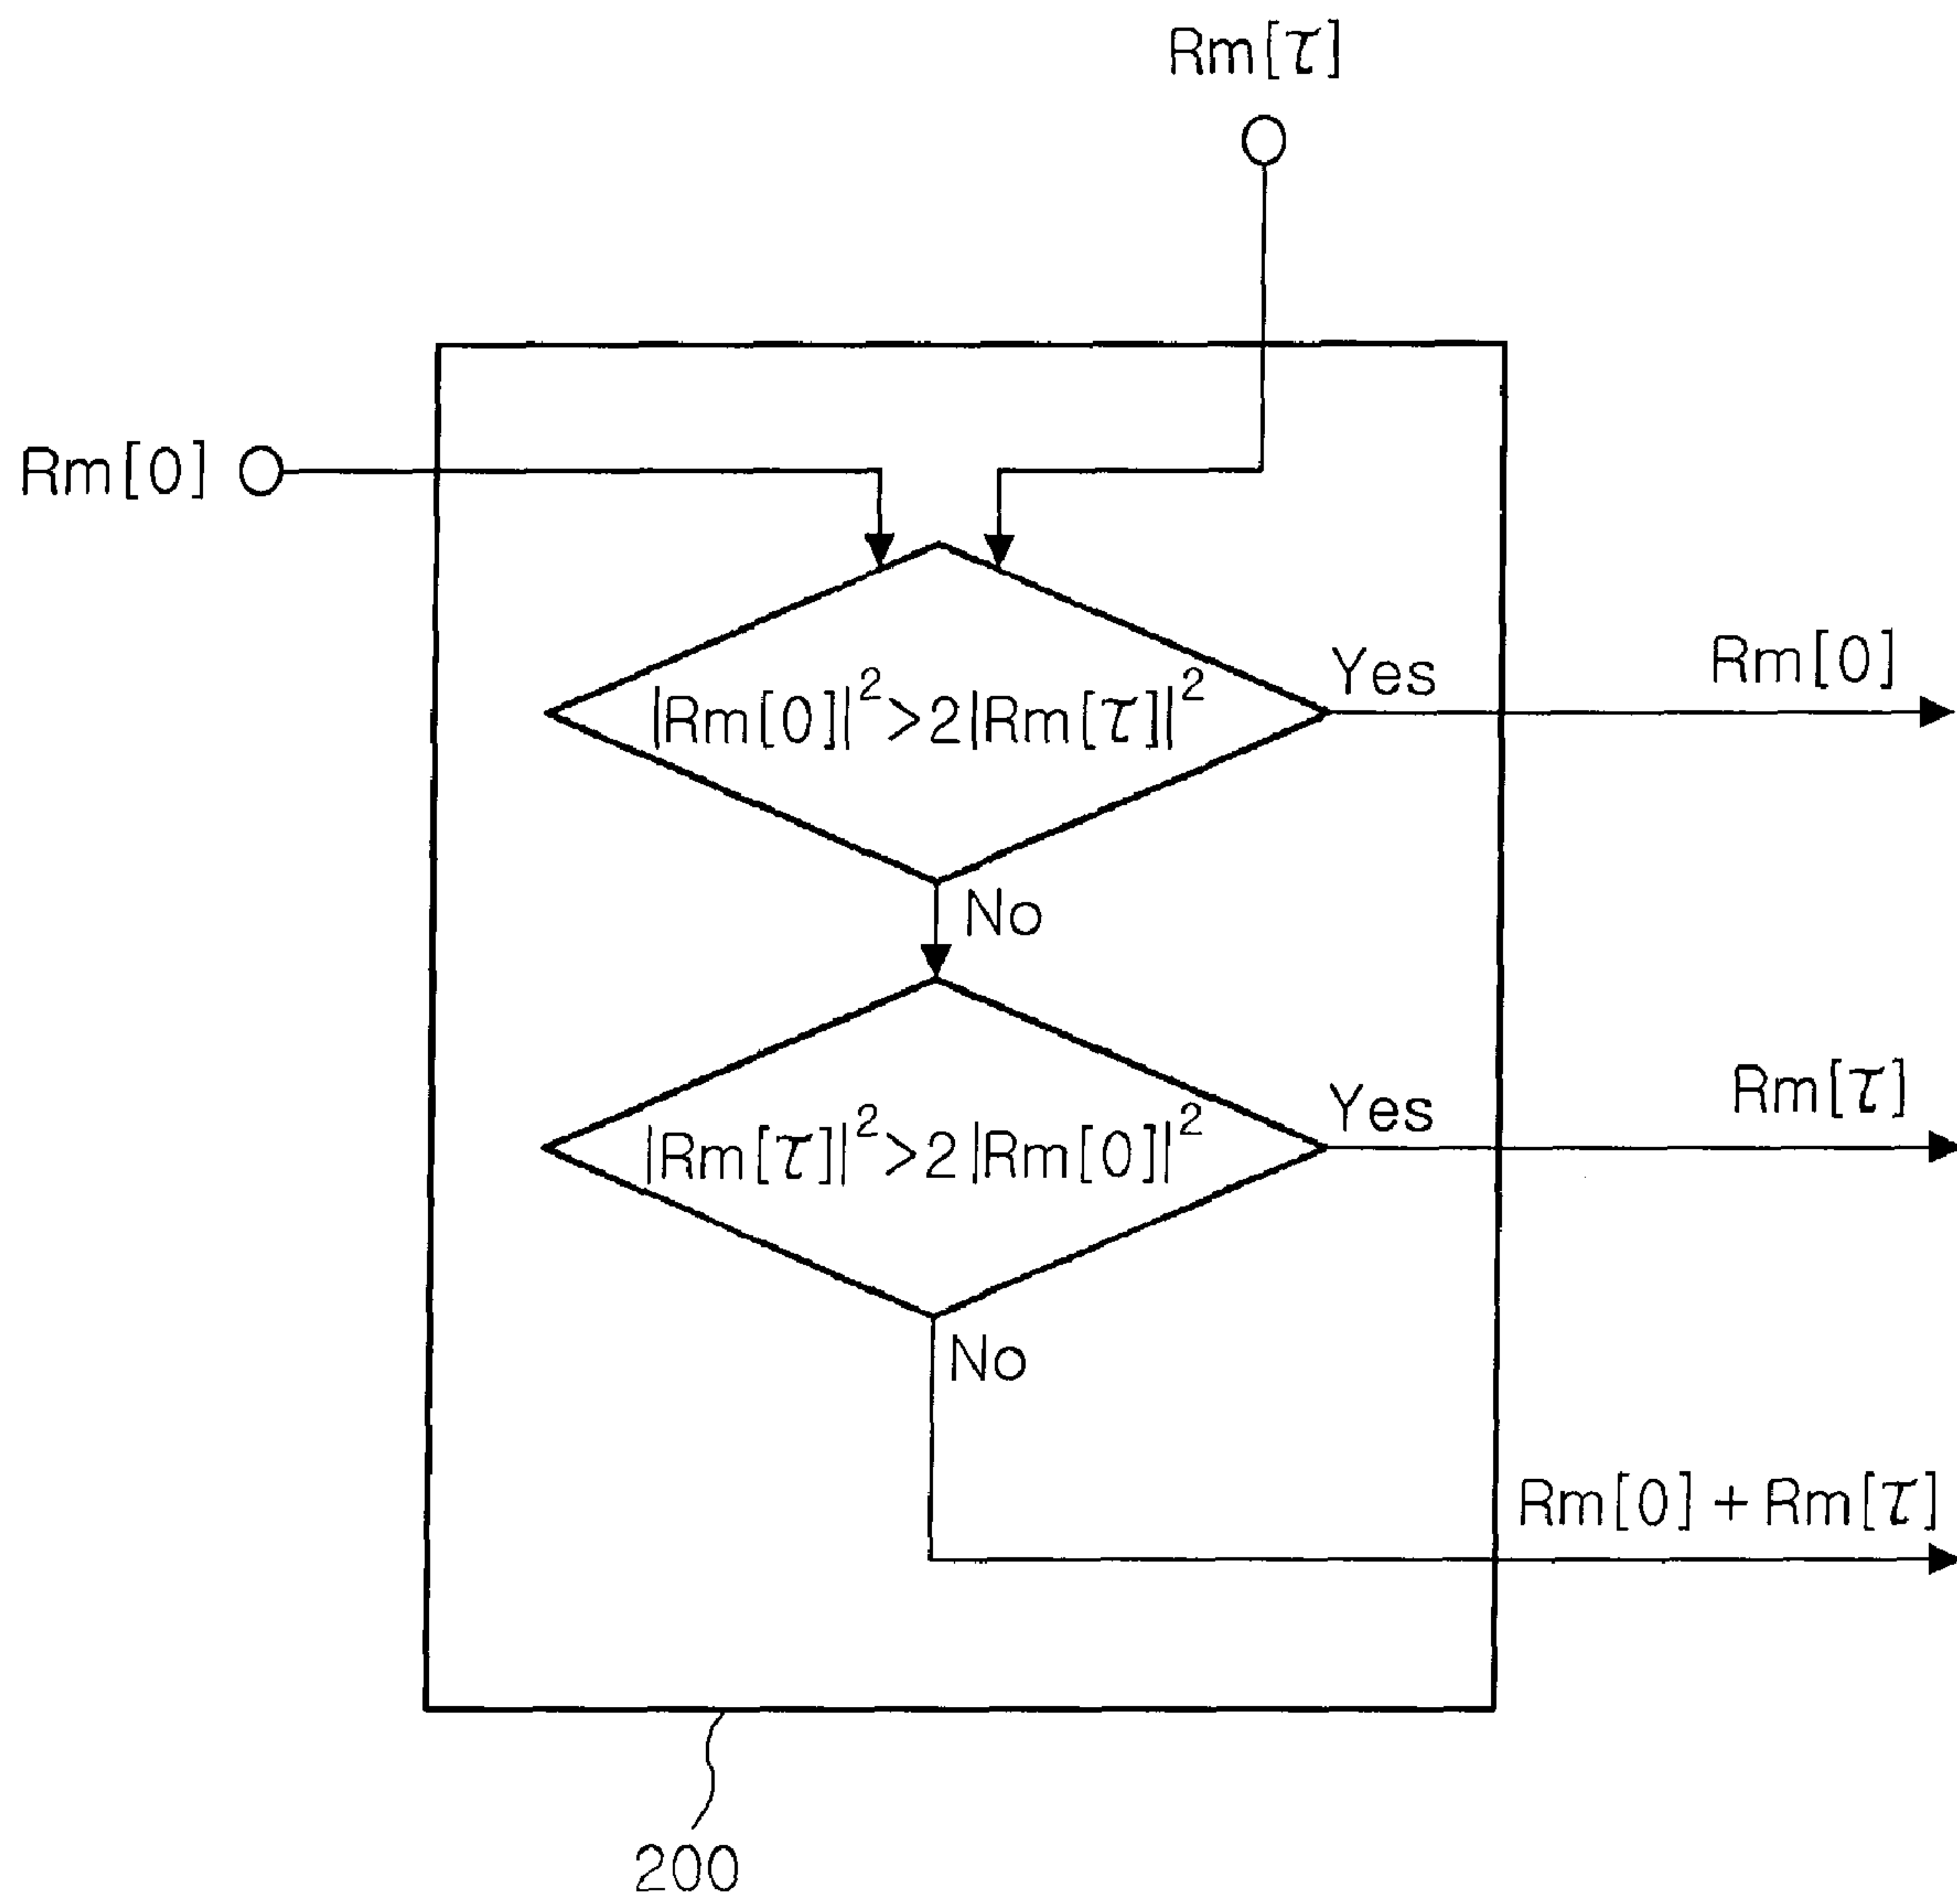 Rm[τ]
Rm[0]
|Rm[0]|²>2|Rm[τ]|²
Yes
Rm[0]
No
|Rm[τ]|²>2|Rm[0]|²
Yes
Rm[τ]
No
Rm[0]+Rm[τ]
200